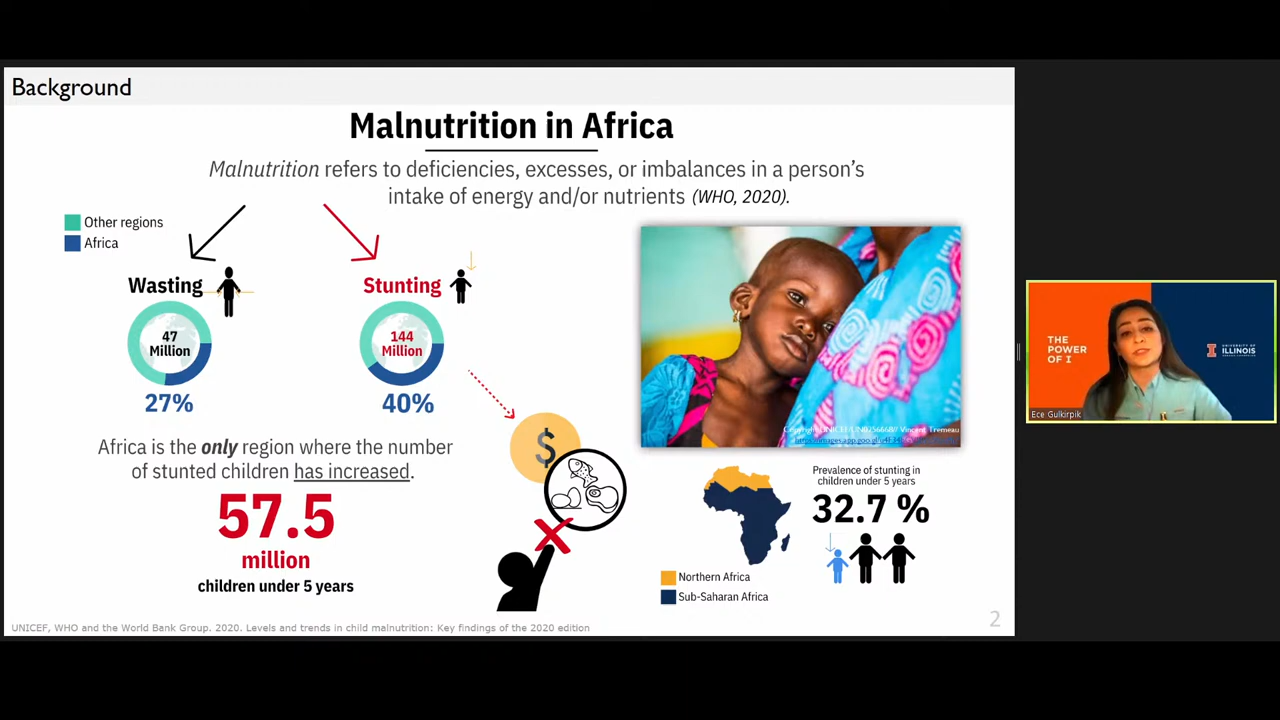 Background
Malnutrition in Africa
Malnutrition refers to deficiencies, excesses, or imbalances in a person's
intake of energy and/or nutrients (WHO, 2020).
Other regions
Africa
Wasting
47
Million
27%
Stunting
144
Million
40%
Africa is the only region where the number
of stunted children has increased.
57.5
million
children under 5 years
$
Vincent Tremeau
Prevalence of stunting in
children under 5 years
32.7 %
Northern Africa
Sub-Saharan Africa
UNICEF, WHO and the World Bank Group. 2020. Levels and trends in child malnutrition: Key findings of the 2020 edition
2
THE
POWER
OF I
I
UNIVERSITY OF
ILLINOIS
Ece Gulkirpik